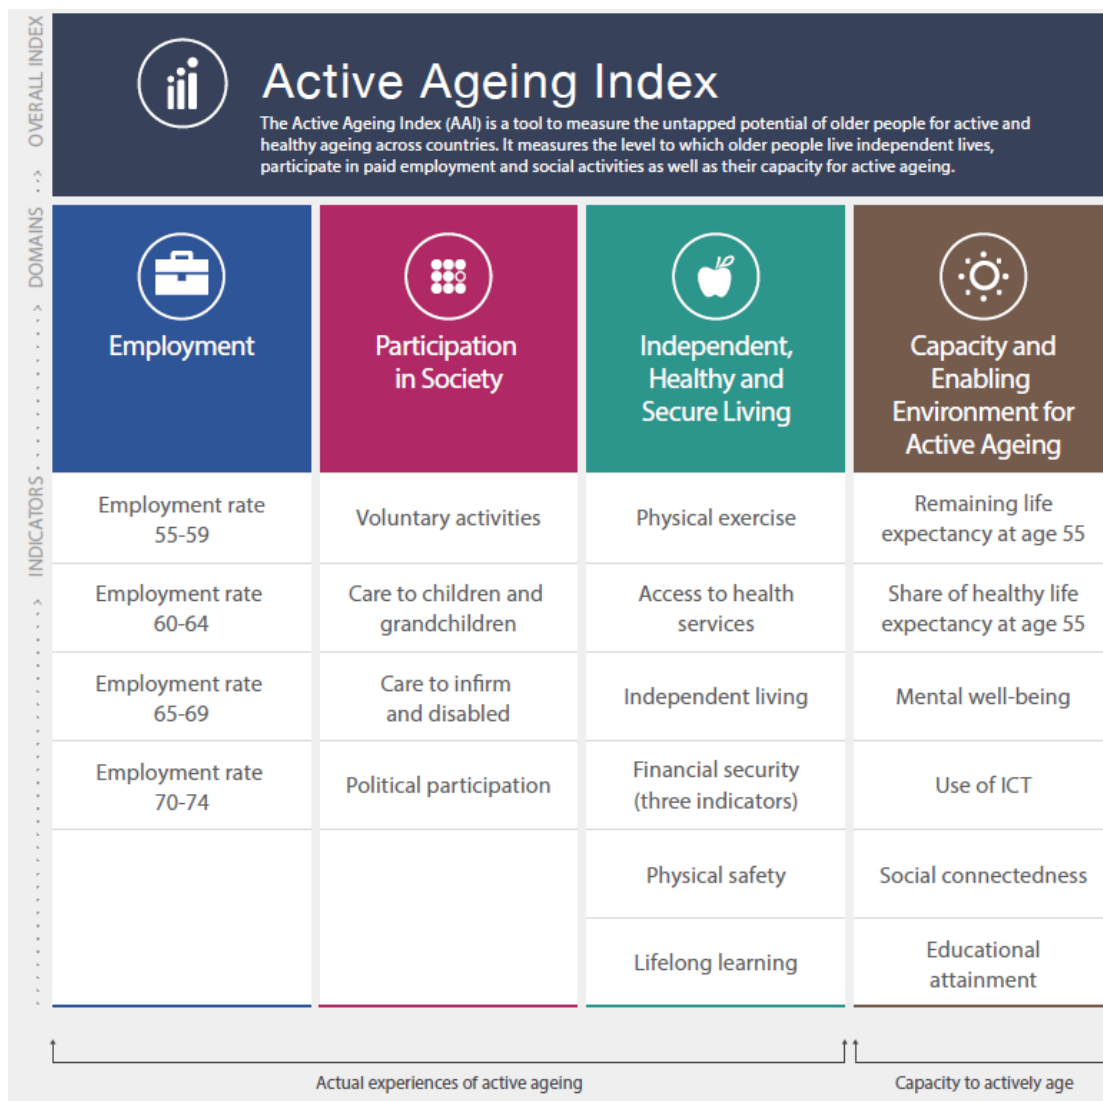 OVERALL INDEX
DOMAINS
INDICATORS
Active Ageing Index
The Active Ageing Index (AAI) is a tool to measure the untapped potential of older people for active and
healthy ageing across countries. It measures the level to which older people live independent lives,
participate in paid employment and social activities as well as their capacity for active ageing.
Employment
Employment rate
55-59
Employment rate
60-64
Employment rate
65-69
Employment rate
70-74
Participation
in Society
Voluntary activities
Care to children and
grandchildren
Care to infirm
and disabled
Political participation
Independent,
Healthy and
Secure Living
Physical exercise
Access to health
services
Independent living
Financial security
(three indicators)
Physical safety
Lifelong learning
Capacity and
Enabling
Environment for
Active Ageing
Remaining life
expectancy at age 55
Share of healthy life
expectancy at age 55
Mental well-being
Use of ICT
Social connectedness
Educational
attainment
Actual experiences of active ageing
Capacity to actively age